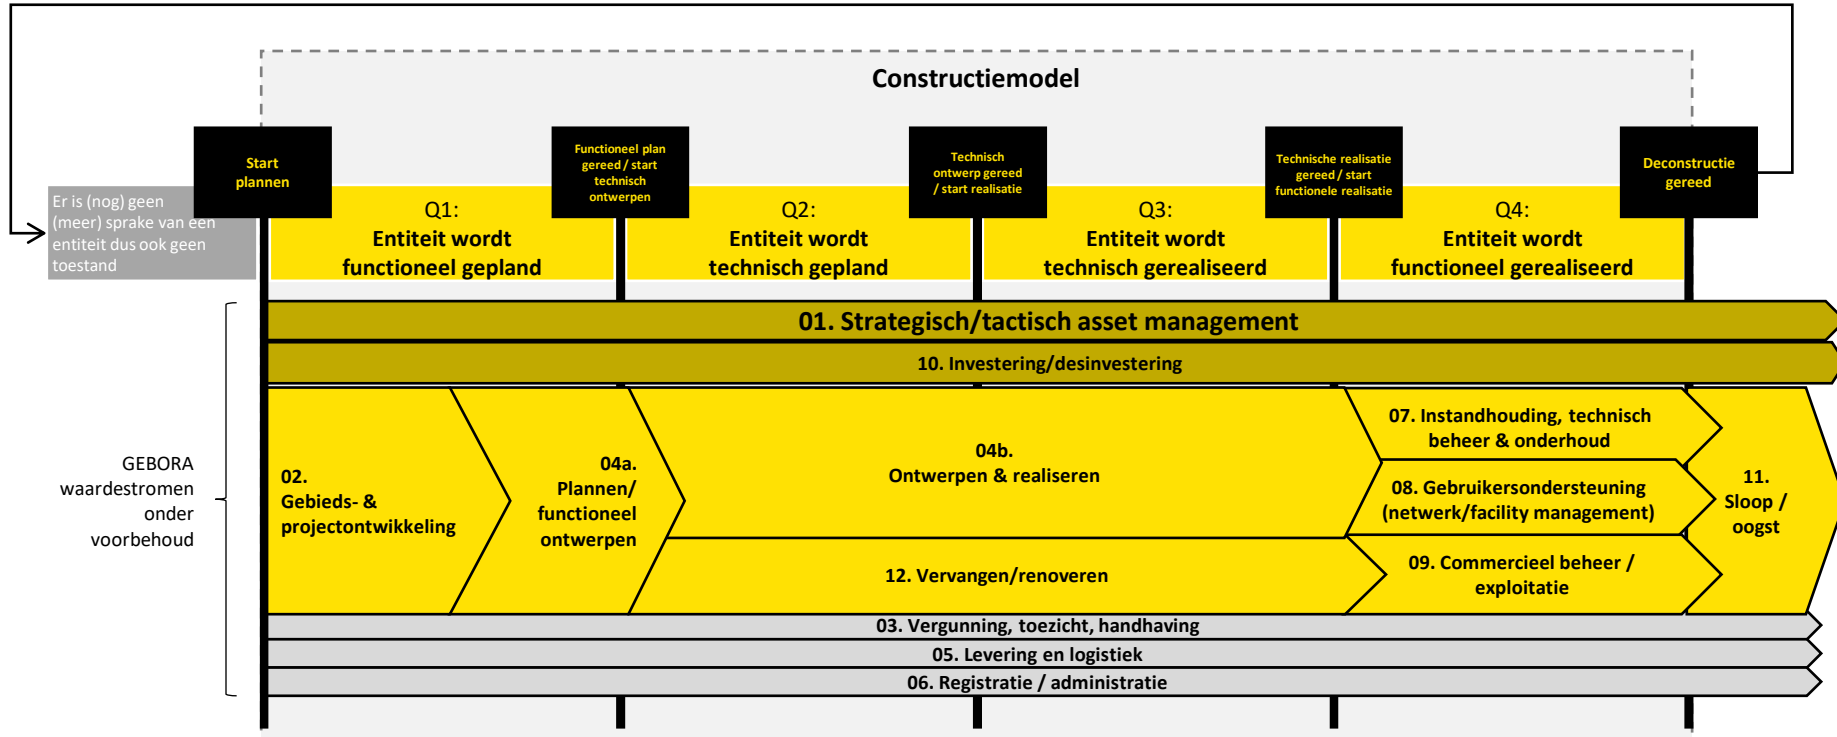 Constructiemodel
Start
plannen
Functioneel plan
gereed / start
technisch
ontwerpen
Technisch
ontwerp gereed
/ start realisatie
Technische realisatie
gereed / start
functionele realisatie
Deconstructie
gereed
Er is (nog) geen
(meer) sprake van een
entiteit dus ook geen
toestand
Q1:
Entiteit wordt
functioneel gepland
Q2:
Entiteit wordt
technisch gepland
Q3:
Entiteit wordt
technisch gerealiseerd
Q4:
Entiteit wordt
functioneel gerealiseerd
01. Strategisch/tactisch asset management
10. Investering/desinvestering
GEBORA
waardestromen
onder
voorbehoud
02.
Gebieds- &
projectontwikkeling
04a.
Plannen/
functioneel
ontwerpen
04b.
Ontwerpen & realiseren
12. Vervangen/renoveren
07. Instandhouding, technisch
beheer & onderhoud
08. Gebruikersondersteuning
(netwerk/facility management)
09. Commercieel beheer /
exploitatie
11.
Sloop /
oogst
03. Vergunning, toezicht, handhaving
05. Levering en logistiek
06. Registratie / administratie